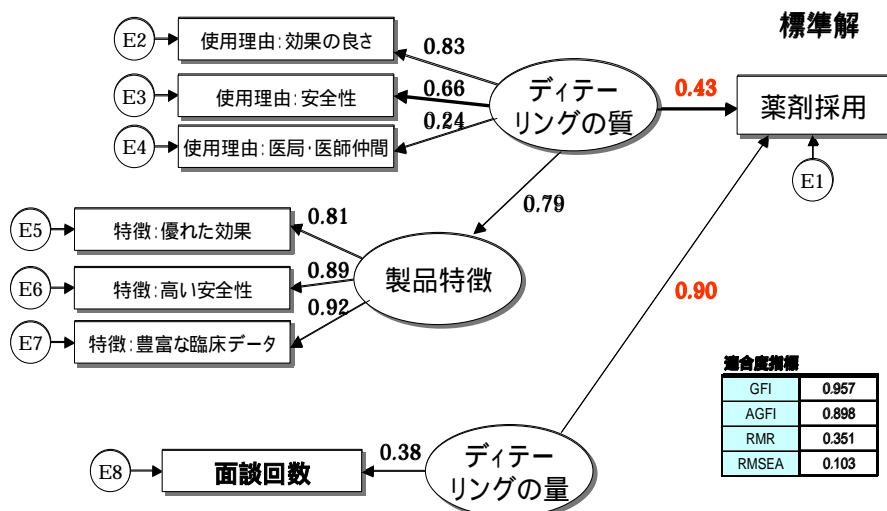 標準解
E2
使用理由:効果の良さ
0.83
E3
使用理由:安全性
0.66
E4
使用理由:医局・医師仲間
0.24
ディテー
リングの質
0.43
薬剤採用
E1
0.79
E5
特徴:優れた効果
0.81
E6
特徴:高い安全性
0.89
E7
特徴:豊富な臨床データ
0.92
製品特徴
0.90
適合度指標
GFI 0.957
AGFI 0.898
RMR 0.351
RMSEA 0.103
E8
面談回数
0.38
ディテー
リングの量